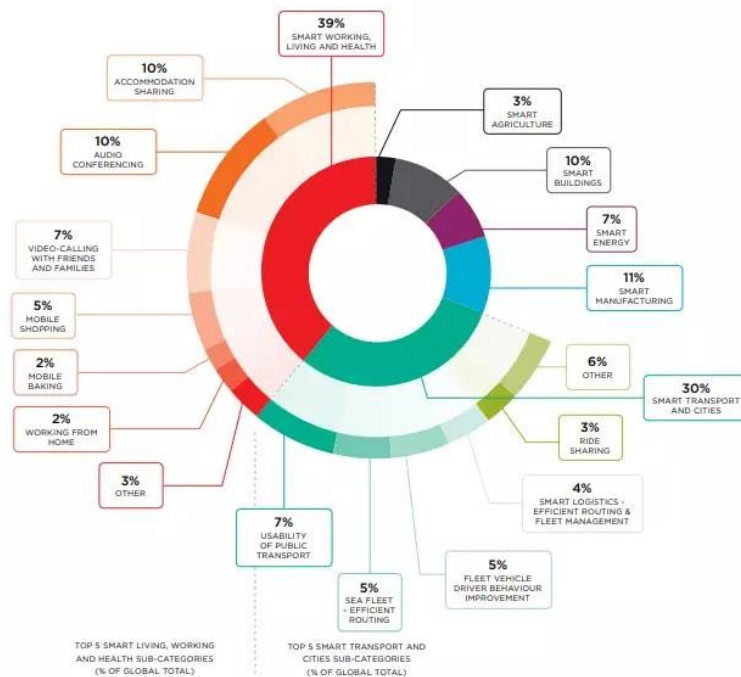 39%
SMART WORKING,
LIVING AND HEALTH
10%
ACCOMMODATION
SHARING
3%
SMART
AGRICULTURE
10%
AUDIO
CONFERENCING
10%
SMART
BUILDINGS
7%
SMART
ENERGY
7%
VIDEO-CALLING
WITH FRIENDS
AND FAMILIES
11%
SMART
MANUFACTURING
5%
MOBILE
SHOPPING
2%
MOBILE
BAKING
6%
OTHER
30%
SMART TRANSPORT
AND CITIES
2%
WORKING FROM
HOME
3%
RIDE
SHARING
3%
OTHER
4%
SMART LOGISTICS -
EFFICIENT ROUTING &
FLEET MANAGEMENT
7%
USABILITY
OF PUBLIC
TRANSPORT
5%
FLEET VEHICLE
DRIVER BEHAVIOUR
IMPROVEMENT
5%
SEA FLEET
- EFFICIENT
ROUTING
TOP 5 SMART LIVING, WORKING
AND HEALTH SUB-CATEGORIES
(% OF GLOBAL TOTAL)
TOP 5 SMART TRANSPORT AND
CITIES SUB-CATEGORIES
(% OF GLOBAL TOTAL)